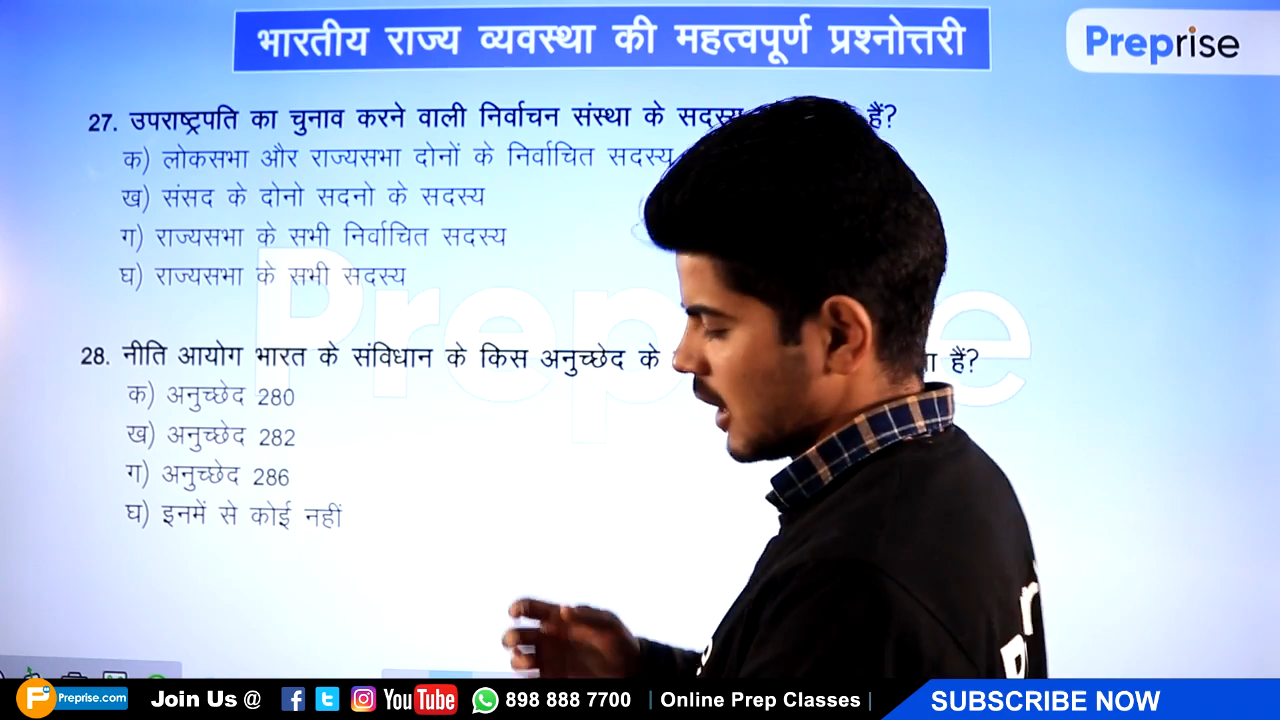 भारतीय राज्य व्यवस्था की महत्वपूर्ण प्रश्नोत्तरी
Preprise
27. उपराष्ट्रपति का चुनाव करने वाली निर्वाचन संस्था के सदस्य हैं?
क) लोकसभा और राज्यसभा दोनों के निर्वाचित सदस्य
ख) संसद के दोनो सदनो के सदस्य
ग) राज्यसभा के सभी निर्वाचित सदस्य
घ) राज्यसभा के सभी सदस्य
28. नीति आयोग भारत के संविधान के किस अनुच्छेद के हैं?
क) अनुच्छेद 280
ख) अनुच्छेद 282
ग) अनुच्छेद 286
घ) इनमें से कोई नहीं
Preprise.com Join Us @ YouTube 898 888 7700 | Online Prep Classes | SUBSCRIBE NOW